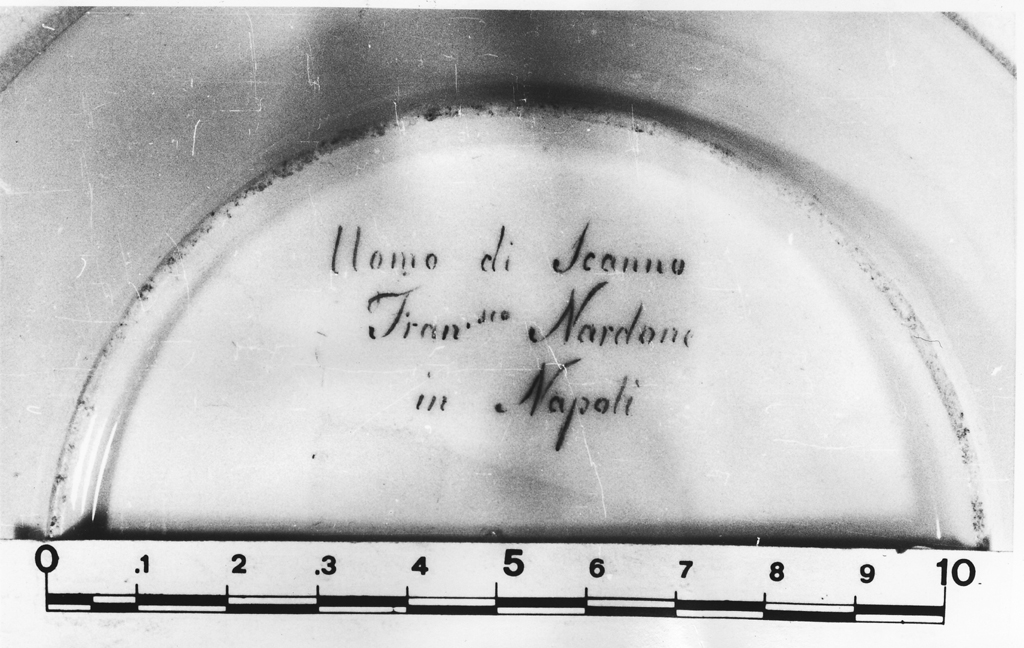 Uomo di Scanno
Fran.sco Nardone
in Napoli
0 .1 2 .3 4 5 6 7 8 9 10